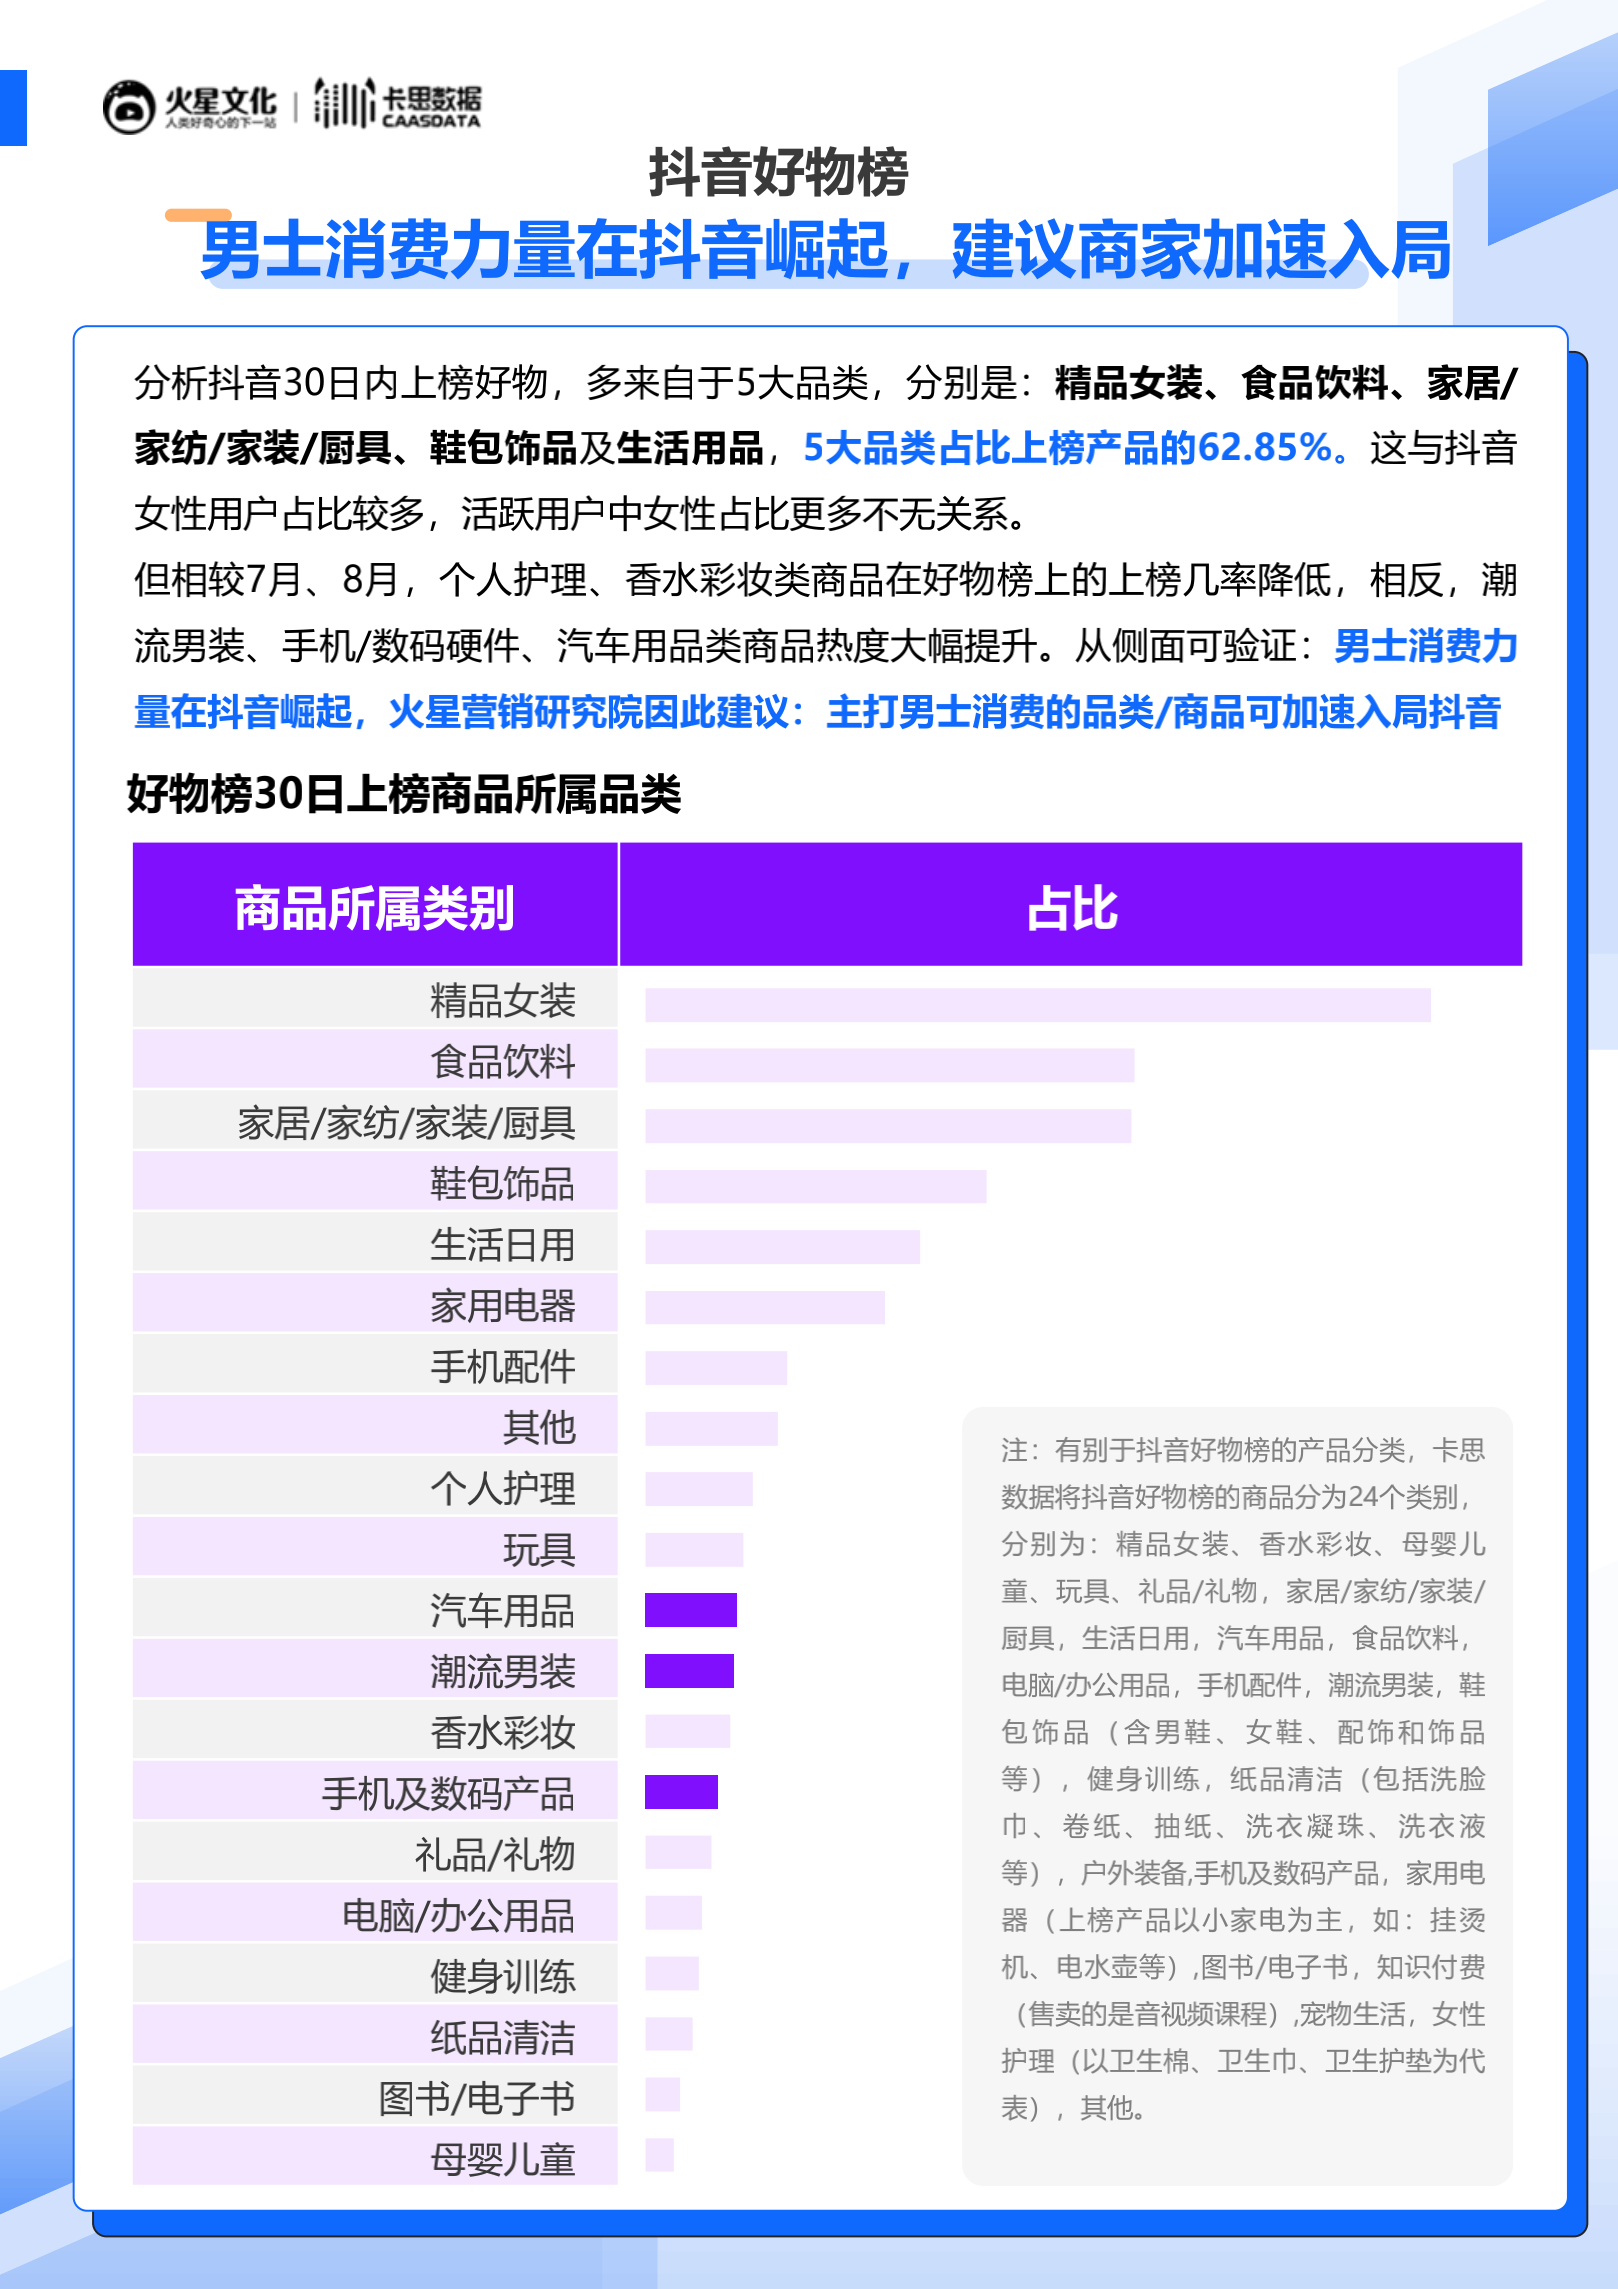 火星文化
人类好奇心的下一站
卡思数据
CAASDATA
抖音好物榜
男士消费力量在抖音崛起，建议商家加速入局
分析抖音30日内上榜好物，多来自于5大品类，分别是：精品女装、食品饮料、家居/
家纺/家装/厨具、鞋包饰品及生活用品，5大品类占比上榜产品的62.85%。这与抖音
女性用户占比较多，活跃用户中女性占比更多不无关系。
但相较7月、8月，个人护理、香水彩妆类商品在好物榜上的上榜几率降低，相反，潮
流男装、手机/数码硬件、汽车用品类商品热度大幅提升。从侧面可验证：男士消费力
量在抖音崛起，火星营销研究院因此建议：主打男士消费的品类/商品可加速入局抖音
好物榜30日上榜商品所属品类
商品所属类别
占比
精品女装
食品饮料
家居/家纺/家装/厨具
鞋包饰品
生活日用
家用电器
手机配件
其他
个人护理
玩具
汽车用品
潮流男装
香水彩妆
手机及数码产品
礼品/礼物
电脑/办公用品
健身训练
纸品清洁
图书/电子书
母婴儿童
注：有别于抖音好物榜的产品分类，卡思
数据将抖音好物榜的商品分为24个类别，
分别为：精品女装、香水彩妆、母婴儿
童、玩具、礼品/礼物，家居/家纺/家装/
厨具，生活日用，汽车用品，食品饮料，
电脑/办公用品，手机配件，潮流男装，鞋
包饰品（含男鞋、女鞋、配饰和饰品
等），健身训练，纸品清洁（包括洗脸
巾、卷纸、抽纸、洗衣凝珠、洗衣液
等），户外装备,手机及数码产品，家用电
器（上榜产品以小家电为主，如：挂烫
机、电水壶等）,图书/电子书，知识付费
（售卖的是音视频课程）,宠物生活，女性
护理（以卫生棉、卫生巾、卫生护垫为代
表），其他。